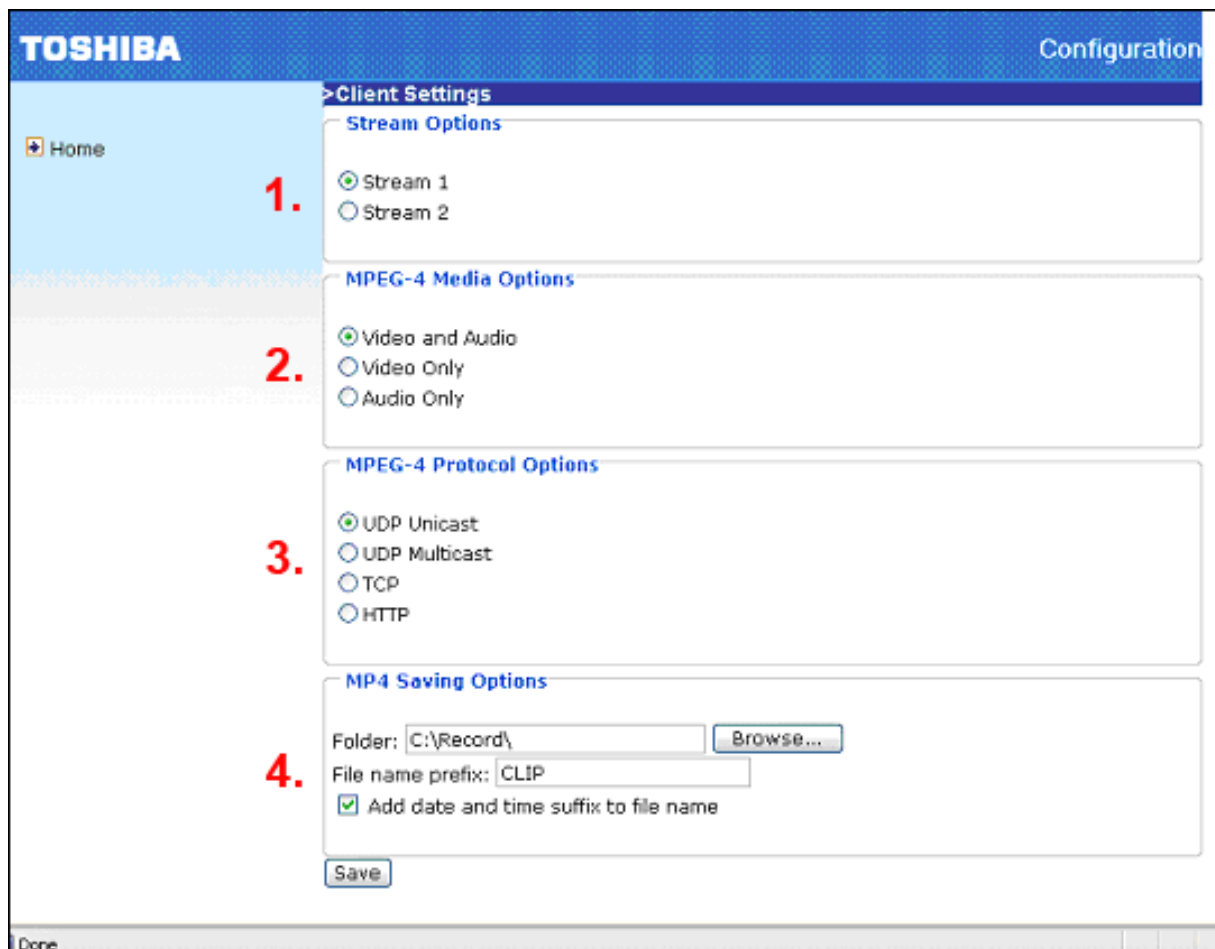 TOSHIBA
Configuration
>Client Settings
Home
Stream Options
1.
Stream 1
Stream 2
MPEG-4 Media Options
2.
Video and Audio
Video Only
Audio Only
MPEG-4 Protocol Options
3.
UDP Unicast
UDP Multicast
TCP
HTTP
MP4 Saving Options
4.
Folder: C:\Record\ Browse...
File name prefix: CLIP
Add date and time suffix to file name
Save
Done